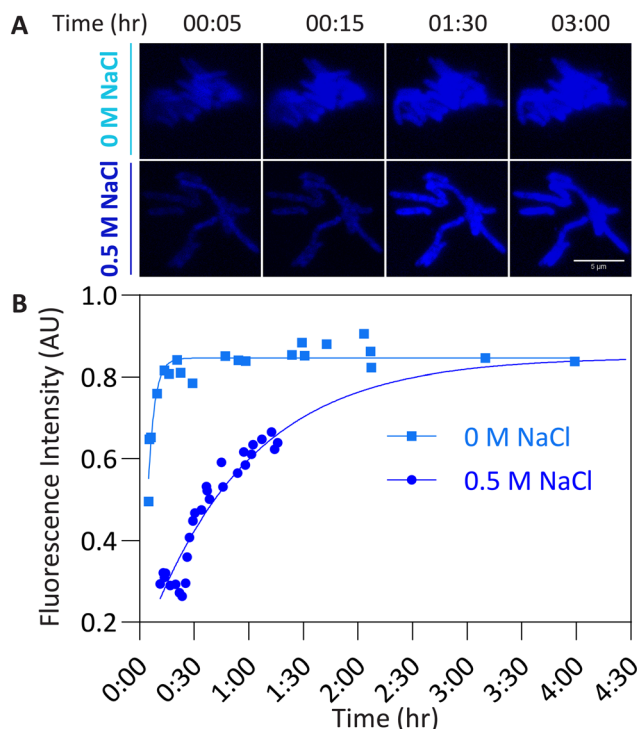 A
Time (hr) 00:05 00:15 01:30 03:00
0 M NaCl
0.5 M NaCl
5 µm
B
Fluorescence Intensity (AU)
1.0
0.8
0.6
0.4
0.2
0 M NaCl
0.5 M NaCl
0:00 0:30 1:00 1:30 2:00 2:30 3:00 3:30 4:00 4:30
Time (hr)